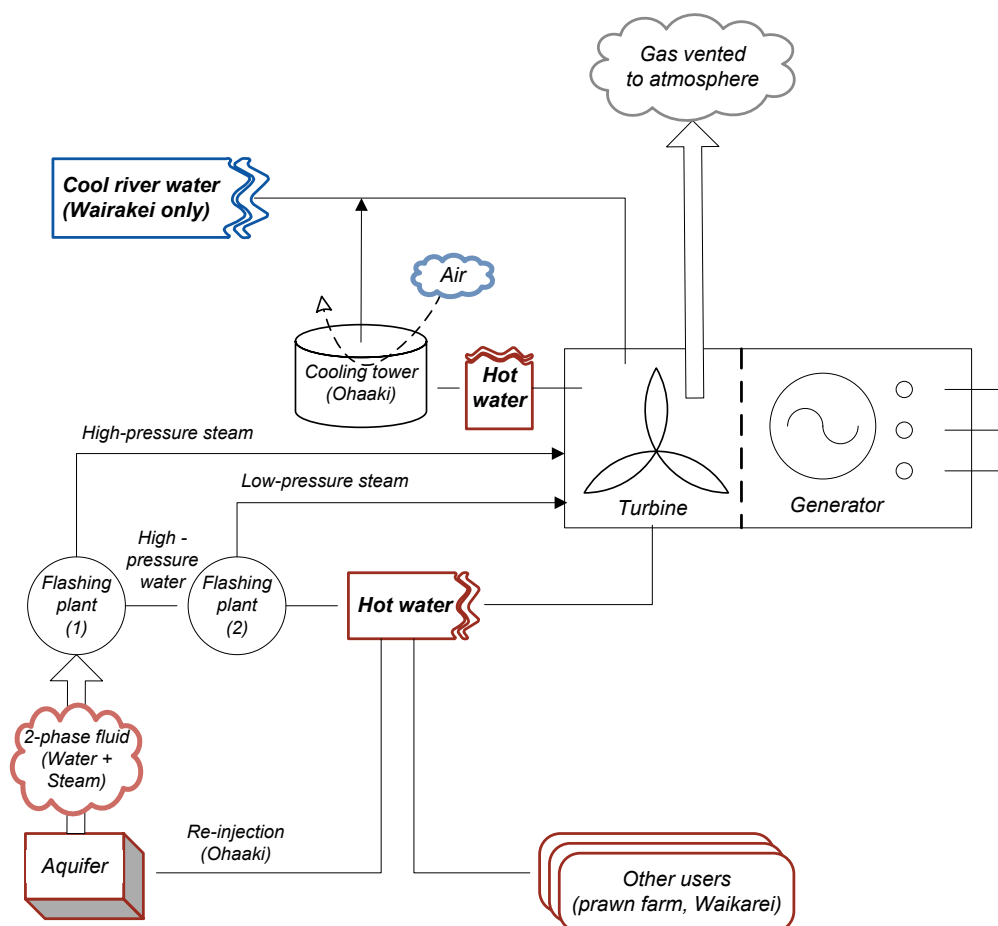 Gas vented
to atmosphere
Cool river water
(Wairakei only)
Air
Cooling tower
(Ohaaki)
Hot
water
High-pressure steam
Low-pressure steam
Turbine
Generator
High -
pressure
water
Flashing
plant
(1)
Flashing
plant
(2)
Hot water
2-phase fluid
(Water +
Steam)
Re-injection
(Ohaaki)
Aquifer
Other users
(prawn farm, Waikarei)